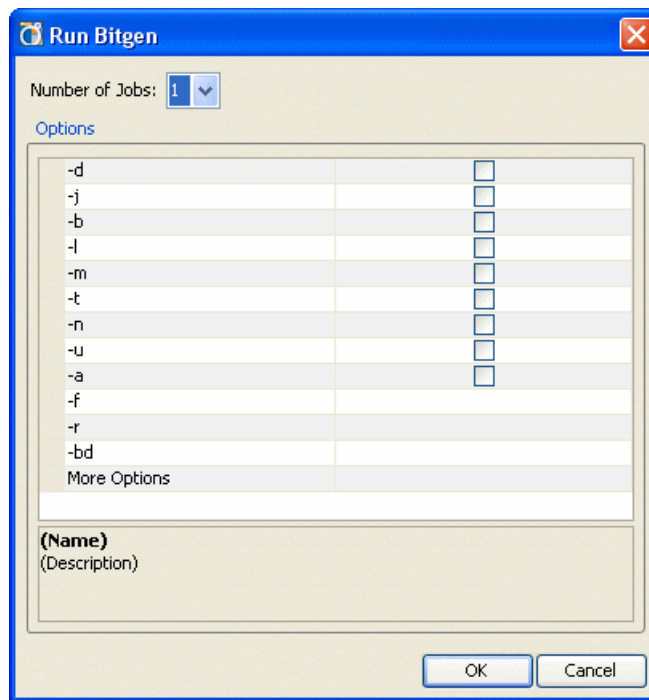 Run Bitgen
Number of Jobs: 1
Options
-d
-j
-b
-l
-m
-t
-n
-u
-a
-f
-r
-bd
More Options
(Name)
(Description)
OK Cancel